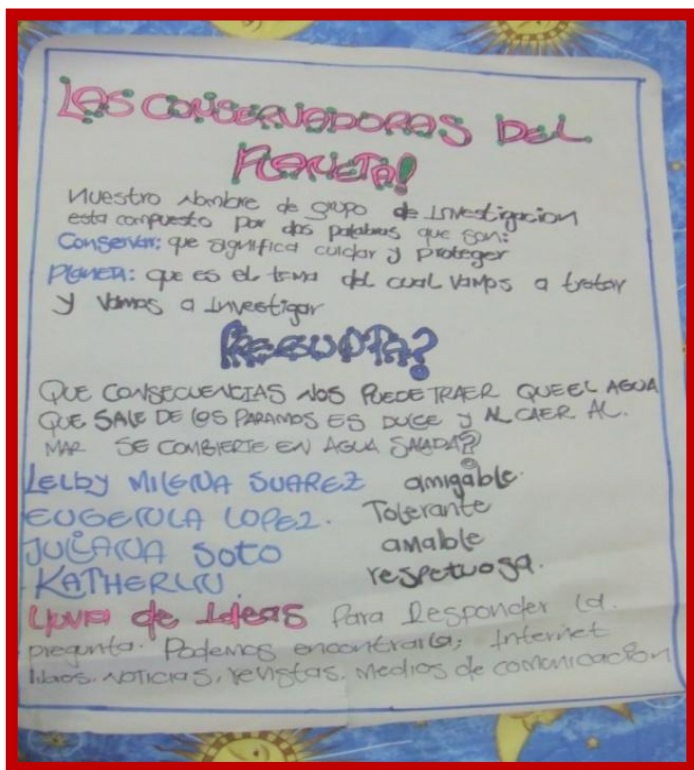 LAS CONSERVADORAS DEL
PLANETA!
Nuestro Nombre de grupo de Investigacion
esta compuesto por dos palabras que son:
Conservar: que significa cuidar y proteger
PLANETA: que es el tema del cual vamos a tratar
y vamos a Investigar
PREGUNTA?
QUE CONSECUENCIAS NOS PUEDE TRAER QUE EL AGUA
QUE SALE DE LOS PARAMOS ES DULCE Y AL CAER AL.
MAR SE COMBIERTE EN AGUA SALADA?
LELBY MILENA SUAREZ amigable.
EUGENIA LOPEZ. Tolerante
JULIANA SOTO amable
KATHERIN. respetuosa.
LLuvia de Ideas Para Responder la.
pregunta. Podemos encontrarla; Internet
libros. NOTICIAS, revistas. Medios de comunicacion